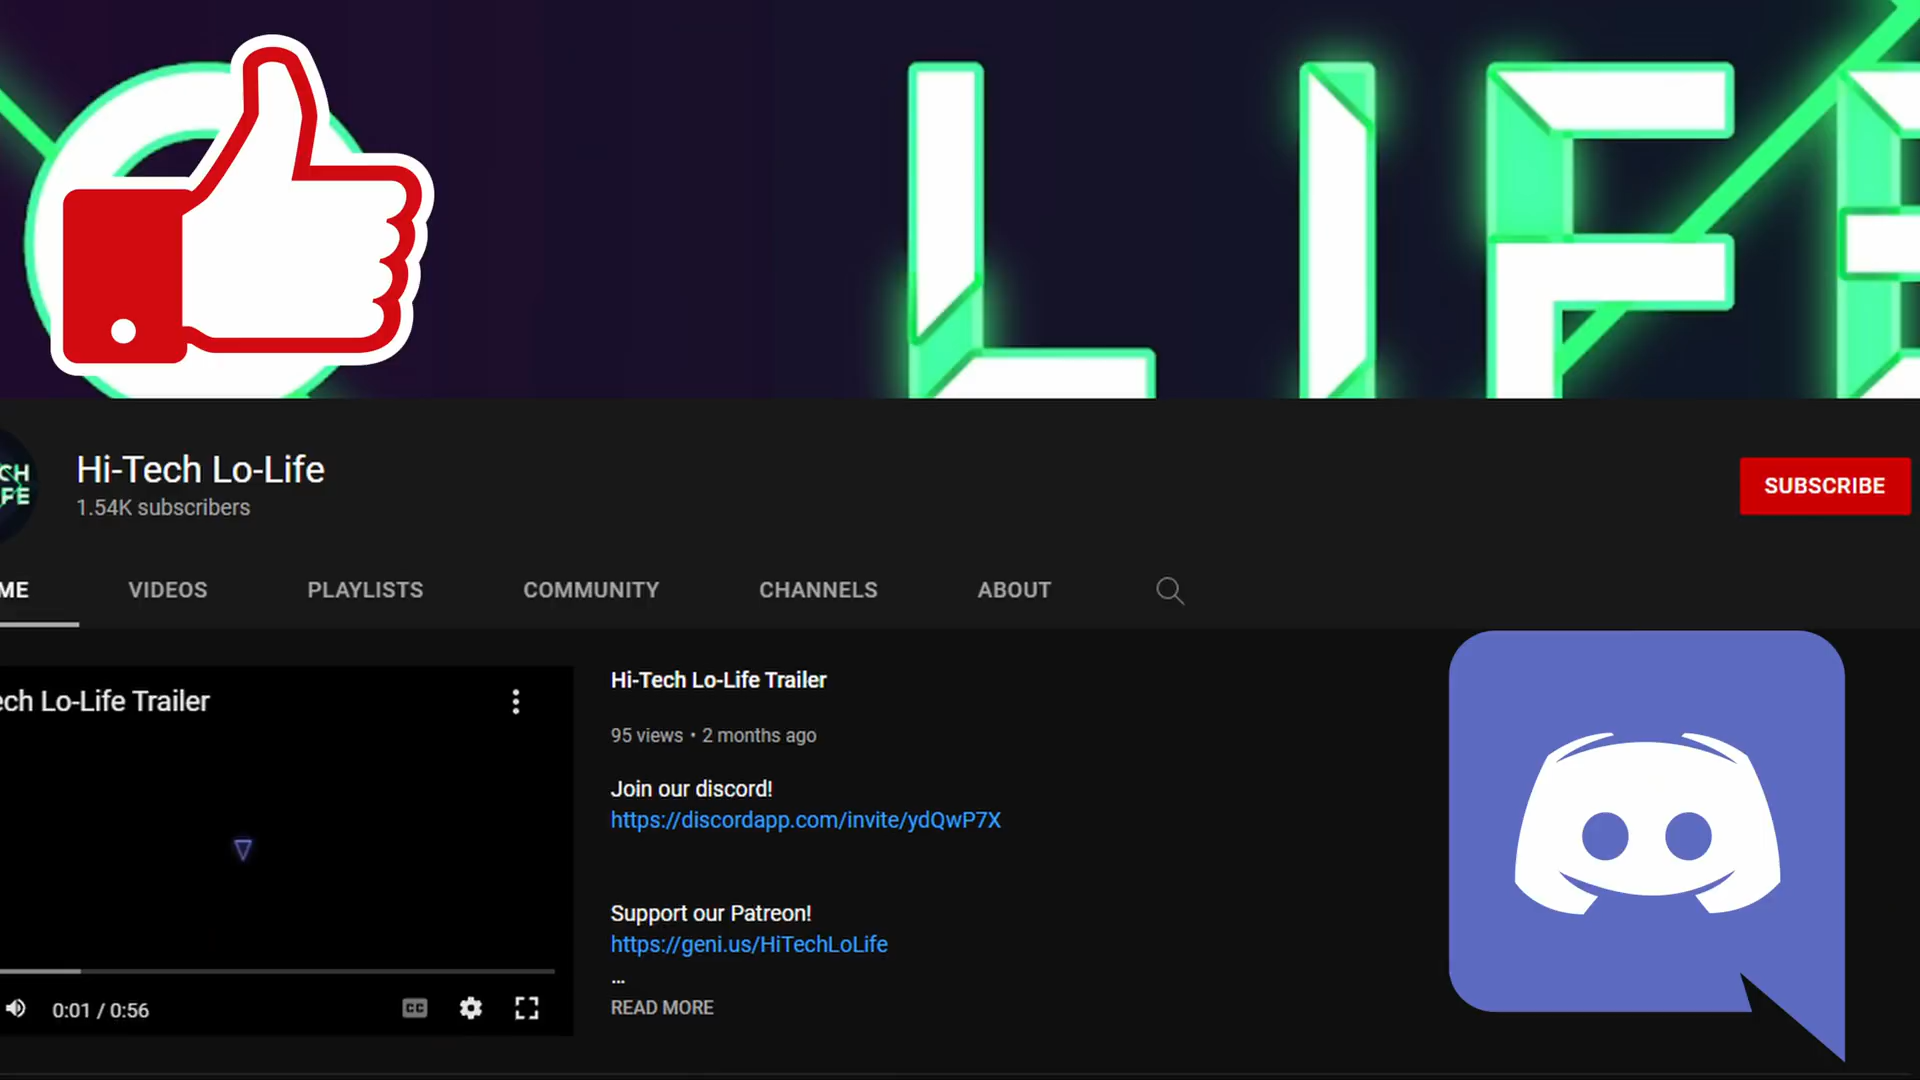 LIFE
CH
FE
Hi-Tech Lo-Life
1.54K subscribers
SUBSCRIBE
ME VIDEOS PLAYLISTS COMMUNITY CHANNELS ABOUT
ech Lo-Life Trailer
Hi-Tech Lo-Life Trailer
95 views • 2 months ago
Join our discord!
https://discordapp.com/invite/ydQwP7X
Support our Patreon!
https://geni.us/HiTechLoLife
...
READ MORE
0:01 / 0:56
CC